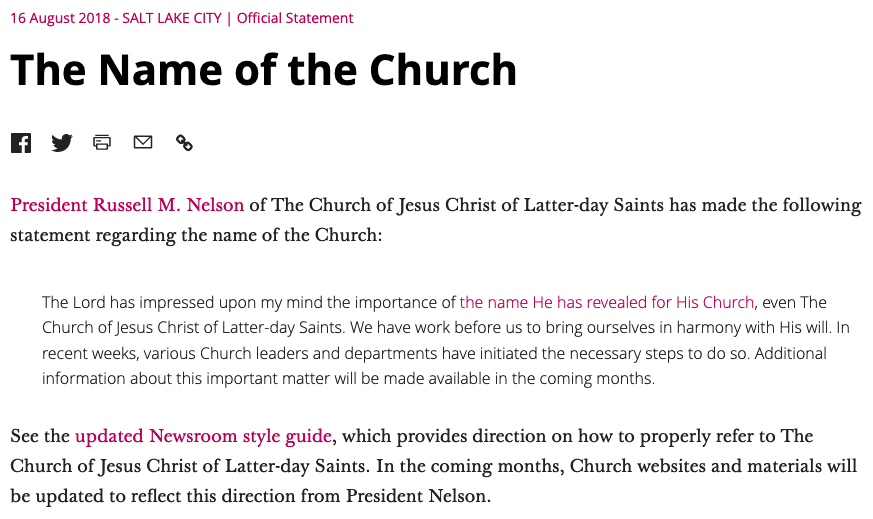 16 August 2018 - SALT LAKE CITY | Official Statement
The Name of the Church
President Russell M. Nelson of The Church of Jesus Christ of Latter-day Saints has made the following
statement regarding the name of the Church:
The Lord has impressed upon my mind the importance of the name He has revealed for His Church, even The
Church of Jesus Christ of Latter-day Saints. We have work before us to bring ourselves in harmony with His will. In
recent weeks, various Church leaders and departments have initiated the necessary steps to do so. Additional
information about this important matter will be made available in the coming months.
See the updated Newsroom style guide, which provides direction on how to properly refer to The
Church of Jesus Christ of Latter-day Saints. In the coming months, Church websites and materials will
be updated to reflect this direction from President Nelson.